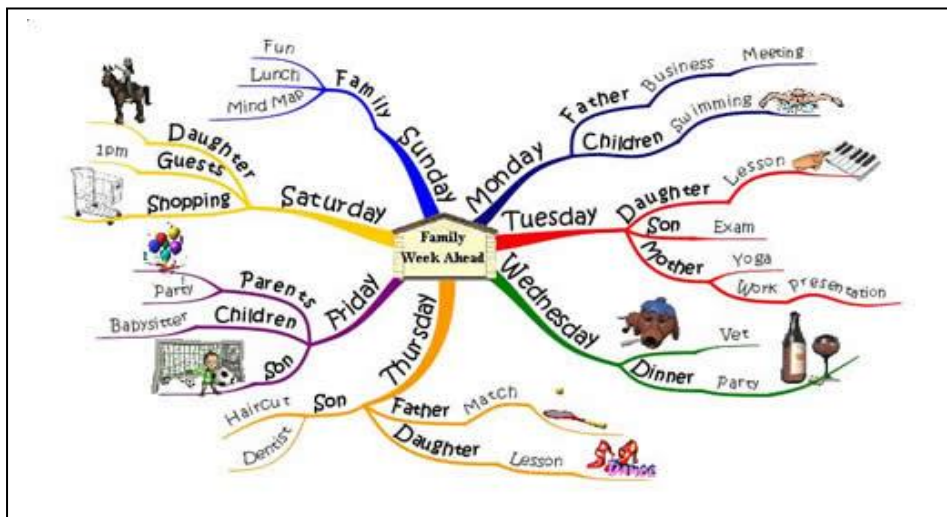 Family
Week Ahead
Monday
Father
Business
Meeting
Children
Swimming
Tuesday
Daughter
Lesson
Son
Exam
Mother
Yoga
Work
presentation
Wednesday
Vet
Dinner
Party
Thursday
Father
Match
Daughter
Lesson
Son
Haircut
Dentist
Friday
Parents
Party
Children
Babysitter
Son
Saturday
Daughter
Guests
1pm
Shopping
Sunday
Family
Fun
Lunch
Mind Map